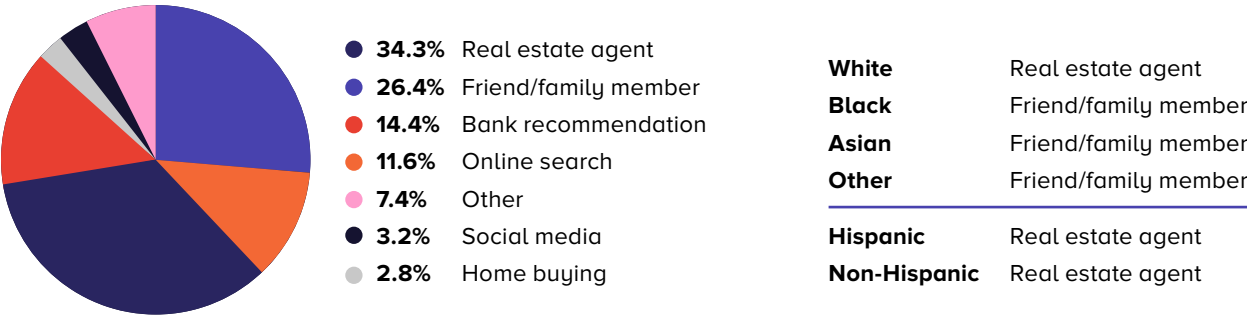 34.3% Real estate agent
26.4% Friend/family member
14.4% Bank recommendation
11.6% Online search
7.4% Other
3.2% Social media
2.8% Home buying
White Real estate agent
Black Friend/family member
Asian Friend/family member
Other Friend/family member
Hispanic Real estate agent
Non-Hispanic Real estate agent